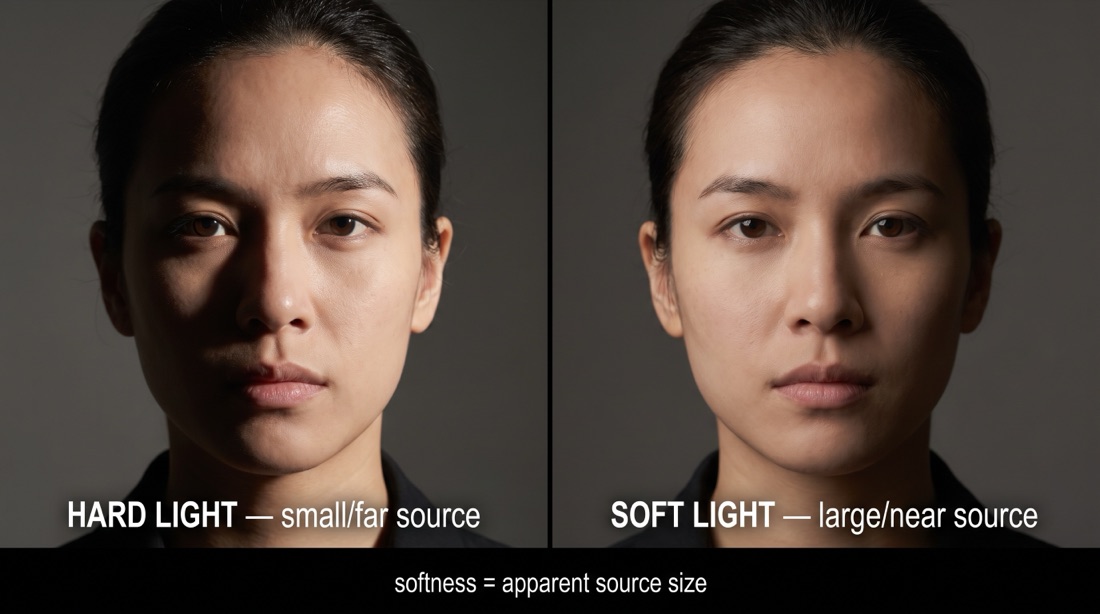 HARD LIGHT — small/far source
SOFT LIGHT — large/near source
softness = apparent source size